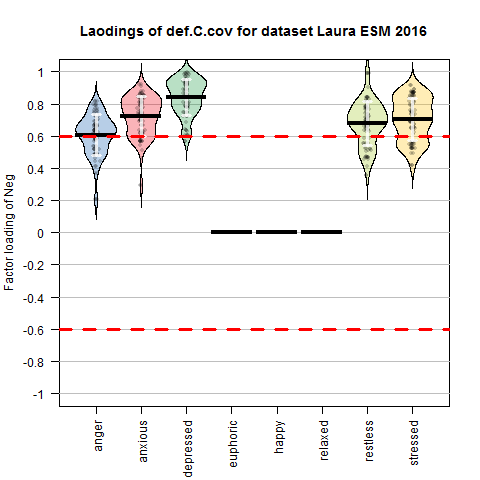 Laodings of def.C.cov for dataset Laura ESM 2016
Factor loading of Neg
1
0.8
0.6
0.4
0.2
0
-0.2
-0.4
-0.6
-0.8
-1
anger
anxious
depressed
euphoric
happy
relaxed
restless
stressed